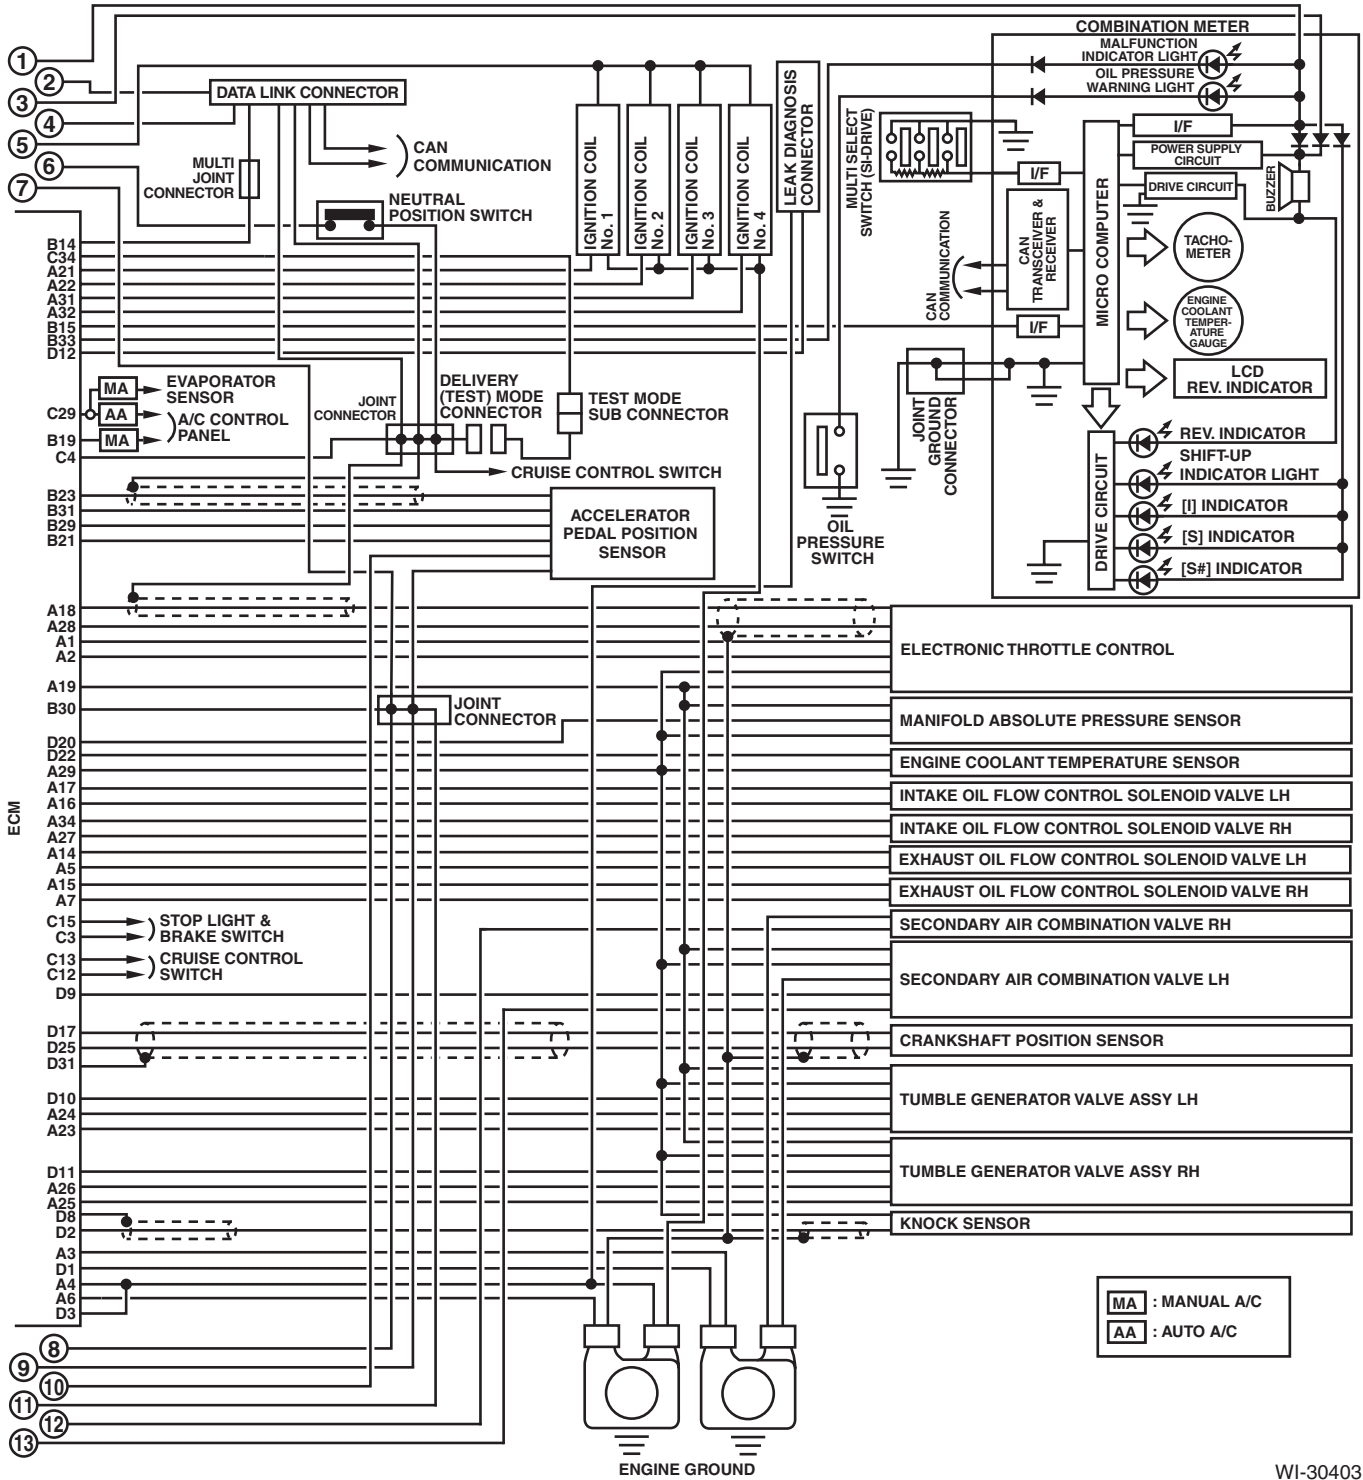 COMBINATION METER
MALFUNCTION
INDICATOR LIGHT
OIL PRESSURE
WARNING LIGHT
1
2
3
4
5
6
7
DATA LINK CONNECTOR
CAN
COMMUNICATION
MULTI
JOINT
CONNECTOR
NEUTRAL
POSITION SWITCH
IGNITION COIL
No. 1
IGNITION COIL
No. 2
IGNITION COIL
No. 3
IGNITION COIL
No. 4
LEAK DIAGNOSIS
CONNECTOR
MULTI SELECT
SWITCH (SI-DRIVE)
I/F
POWER SUPPLY
CIRCUIT
DRIVE CIRCUIT
BUZZER
I/F
CAN
TRANSCEIVER &
RECEIVER
MICRO COMPUTER
CAN
COMMUNICATION
I/F
TACHO-
METER
ENGINE
COOLANT
TEMPER-
ATURE
GAUGE
LCD
REV. INDICATOR
B14
C34
A21
A22
A31
A32
B15
B33
D12
MA
EVAPORATOR
SENSOR
C29
AA
A/C CONTROL
PANEL
B19
MA
C4
JOINT
CONNECTOR
DELIVERY
(TEST) MODE
CONNECTOR
TEST MODE
SUB CONNECTOR
CRUISE CONTROL SWITCH
JOINT
GROUND
CONNECTOR
OIL
PRESSURE
SWITCH
DRIVE CIRCUIT
REV. INDICATOR
SHIFT-UP
INDICATOR LIGHT
[I] INDICATOR
[S] INDICATOR
[S#] INDICATOR
B23
B31
B29
B21
ACCELERATOR
PEDAL POSITION
SENSOR
A18
A28
A1
A2
A19
B30
JOINT
CONNECTOR
D20
D22
A29
A17
A16
A34
A27
A14
A5
A15
A7
ECM
C15
C3
STOP LIGHT &
BRAKE SWITCH
C13
C12
CRUISE CONTROL
SWITCH
D9
D17
D25
D31
D10
A24
A23
D11
A26
A25
D8
D2
A3
D1
A4
A6
D3
ELECTRONIC THROTTLE CONTROL
MANIFOLD ABSOLUTE PRESSURE SENSOR
ENGINE COOLANT TEMPERATURE SENSOR
INTAKE OIL FLOW CONTROL SOLENOID VALVE LH
INTAKE OIL FLOW CONTROL SOLENOID VALVE RH
EXHAUST OIL FLOW CONTROL SOLENOID VALVE LH
EXHAUST OIL FLOW CONTROL SOLENOID VALVE RH
SECONDARY AIR COMBINATION VALVE RH
SECONDARY AIR COMBINATION VALVE LH
CRANKSHAFT POSITION SENSOR
TUMBLE GENERATOR VALVE ASSY LH
TUMBLE GENERATOR VALVE ASSY RH
KNOCK SENSOR
MA : MANUAL A/C
AA : AUTO A/C
8
9
10
11
12
13
ENGINE GROUND
WI-30403